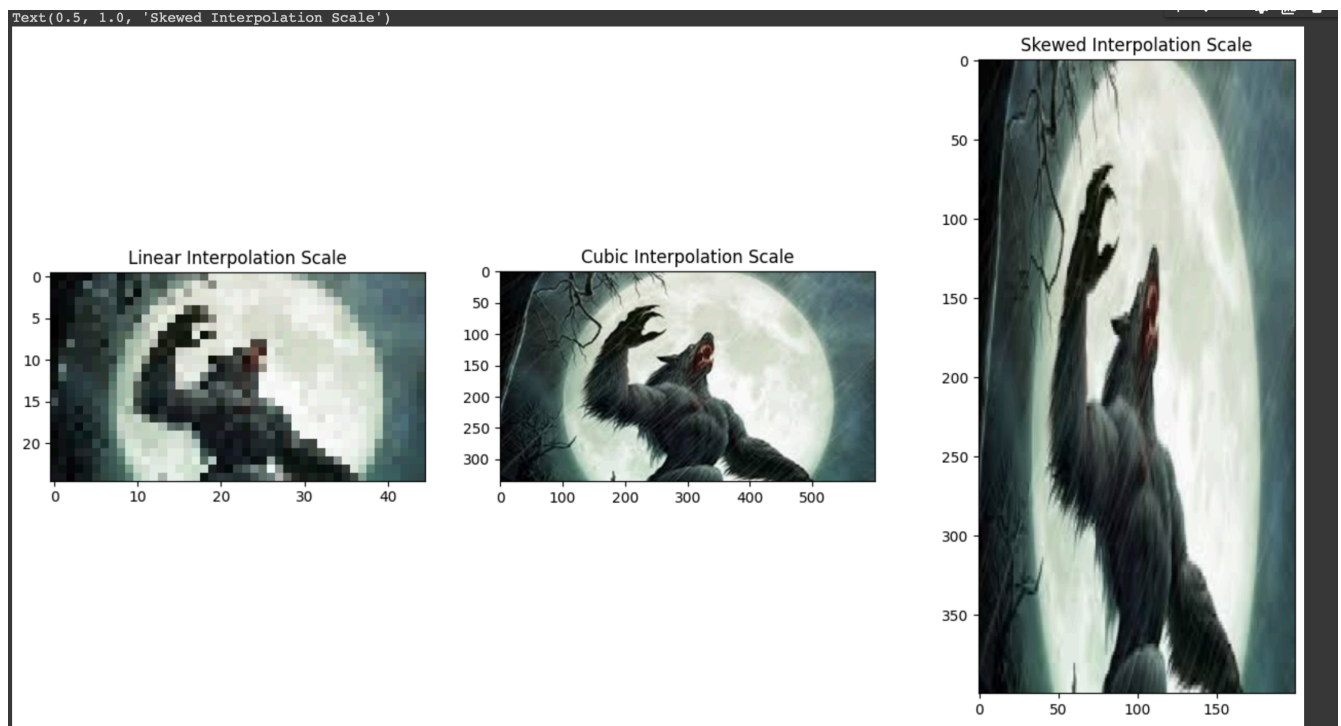 Text(0.5, 1.0, 'Skewed Interpolation Scale')
Linear Interpolation Scale
0
5
10
15
20
0 10 20 30 40
Cubic Interpolation Scale
0
50
100
150
200
250
300
0 100 200 300 400 500
Skewed Interpolation Scale
0
50
100
150
200
250
300
350
0 50 100 150